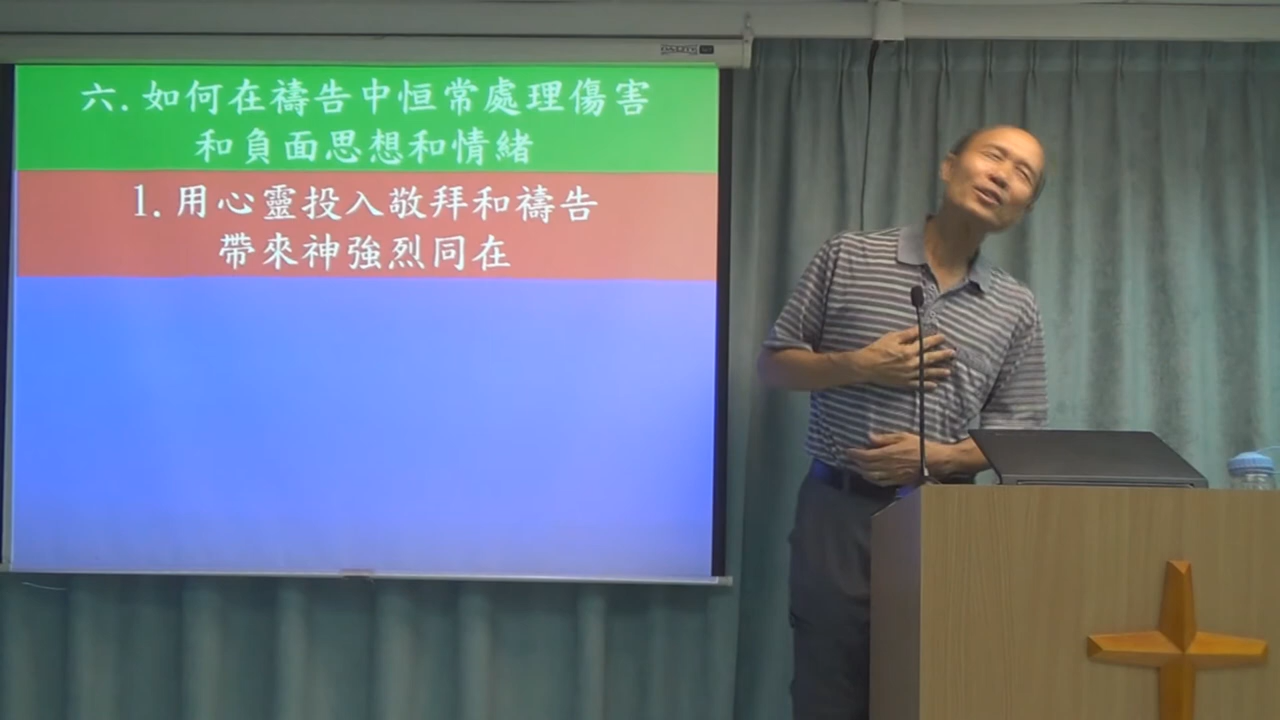 六.如何在禱告中恒常處理傷害
和負面思想和情緒
1.用心靈投入敬拜和禱告
帶來神強烈同在